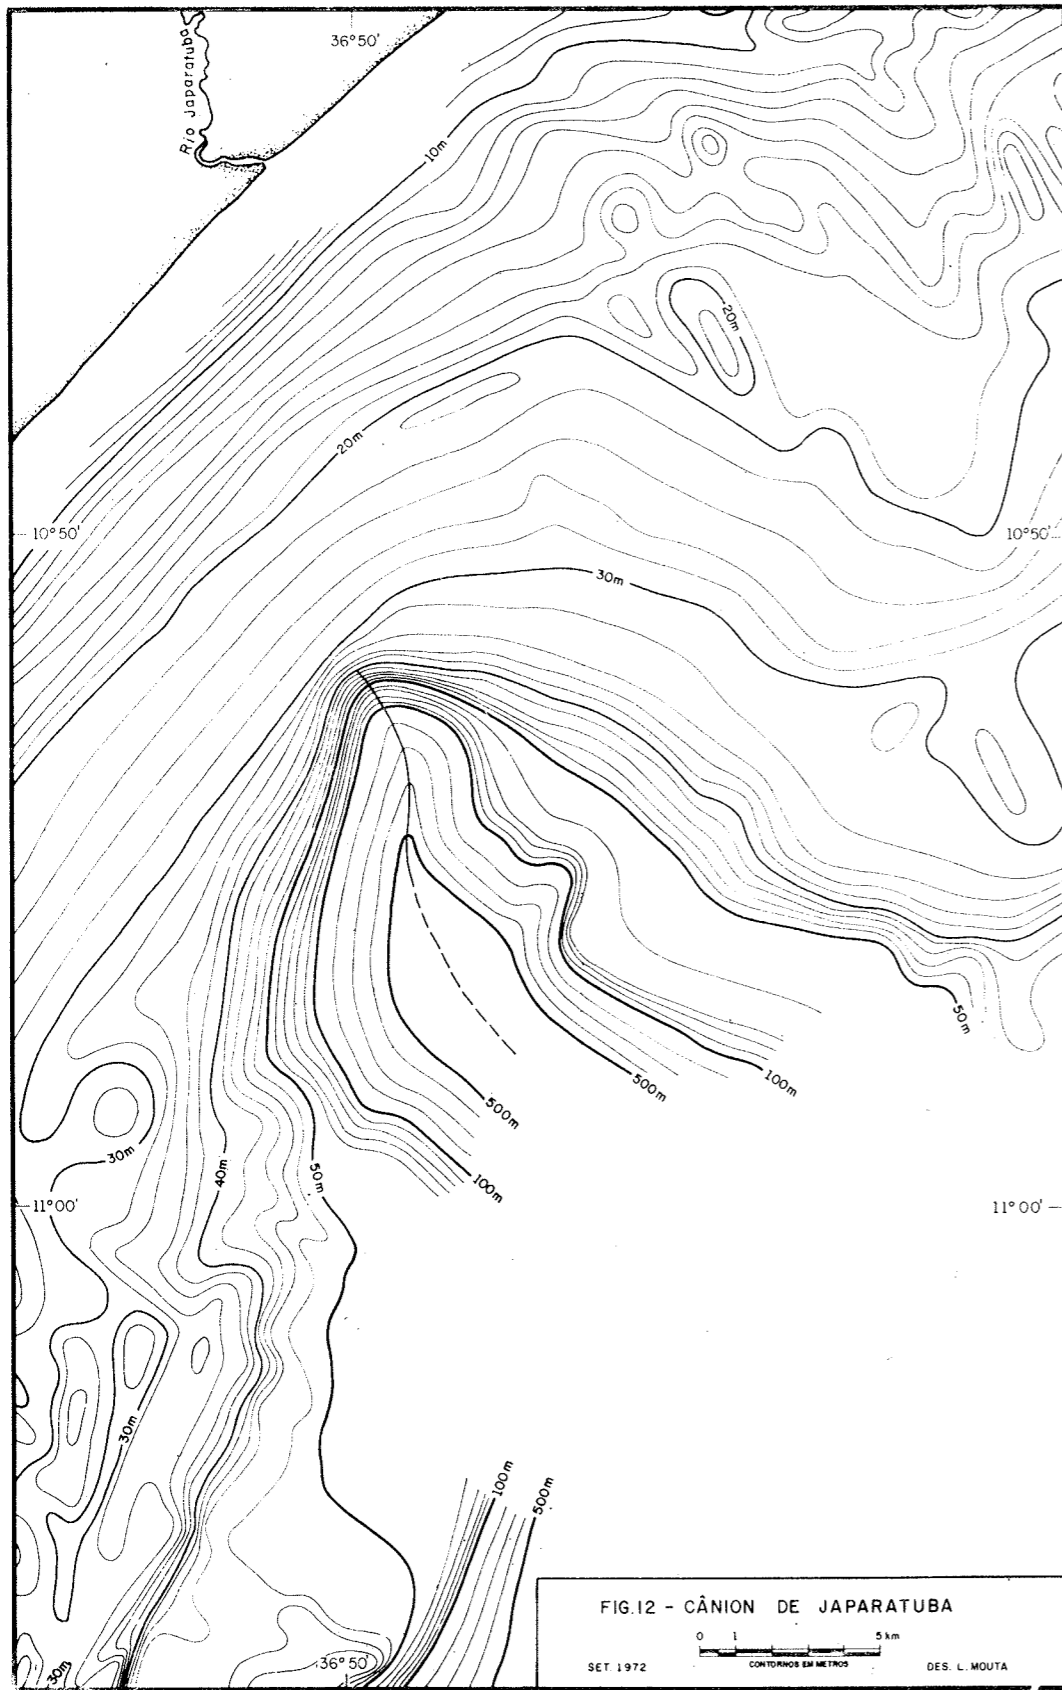 36°50'
Rio Japaratuba
10m
20m
20m
10°50'
10°50'
30m
50m
100m
500m
500m
100m
30m
40m
50m
11°00'
11°00'
30m
100m
500m
30m
36°50'
FIG.12 - CÂNION DE JAPARATUBA
0 1 5 km
CONTORNOS EM METROS
SET. 1972
DES. L. MOUTA